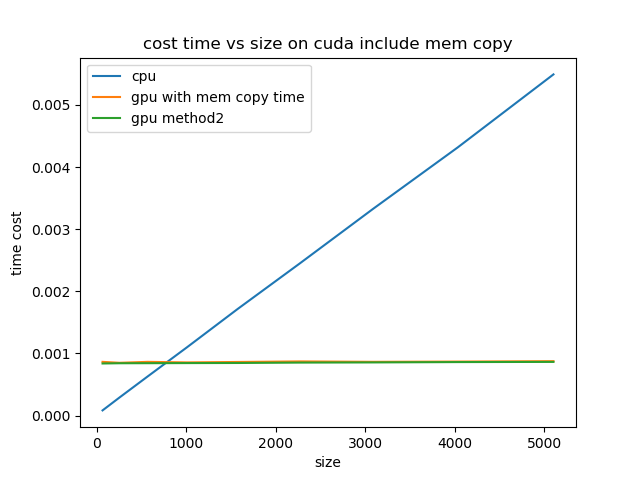 cost time vs size on cuda include mem copy
cpu
gpu with mem copy time
gpu method2
time cost
0.005
0.004
0.003
0.002
0.001
0.000
0
1000
2000
3000
4000
5000
size